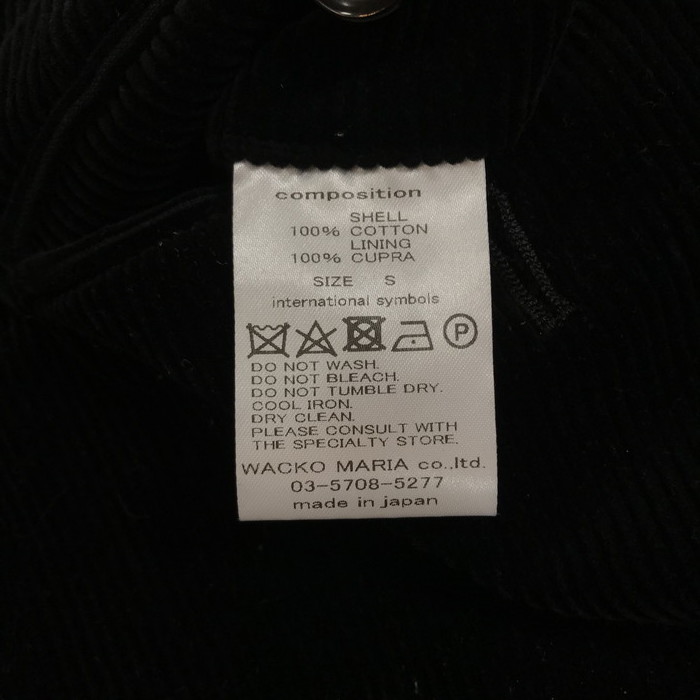 composition
SHELL
100% COTTON
LINING
100% CUPRA
SIZE S
international symbols
P
DO NOT WASH.
DO NOT BLEACH.
DO NOT TUMBLE DRY.
COOL IRON.
DRY CLEAN.
PLEASE CONSULT WITH
THE SPECIALTY STORE.
WACKO MARIA co.,ltd.
03-5708-5277
made in japan